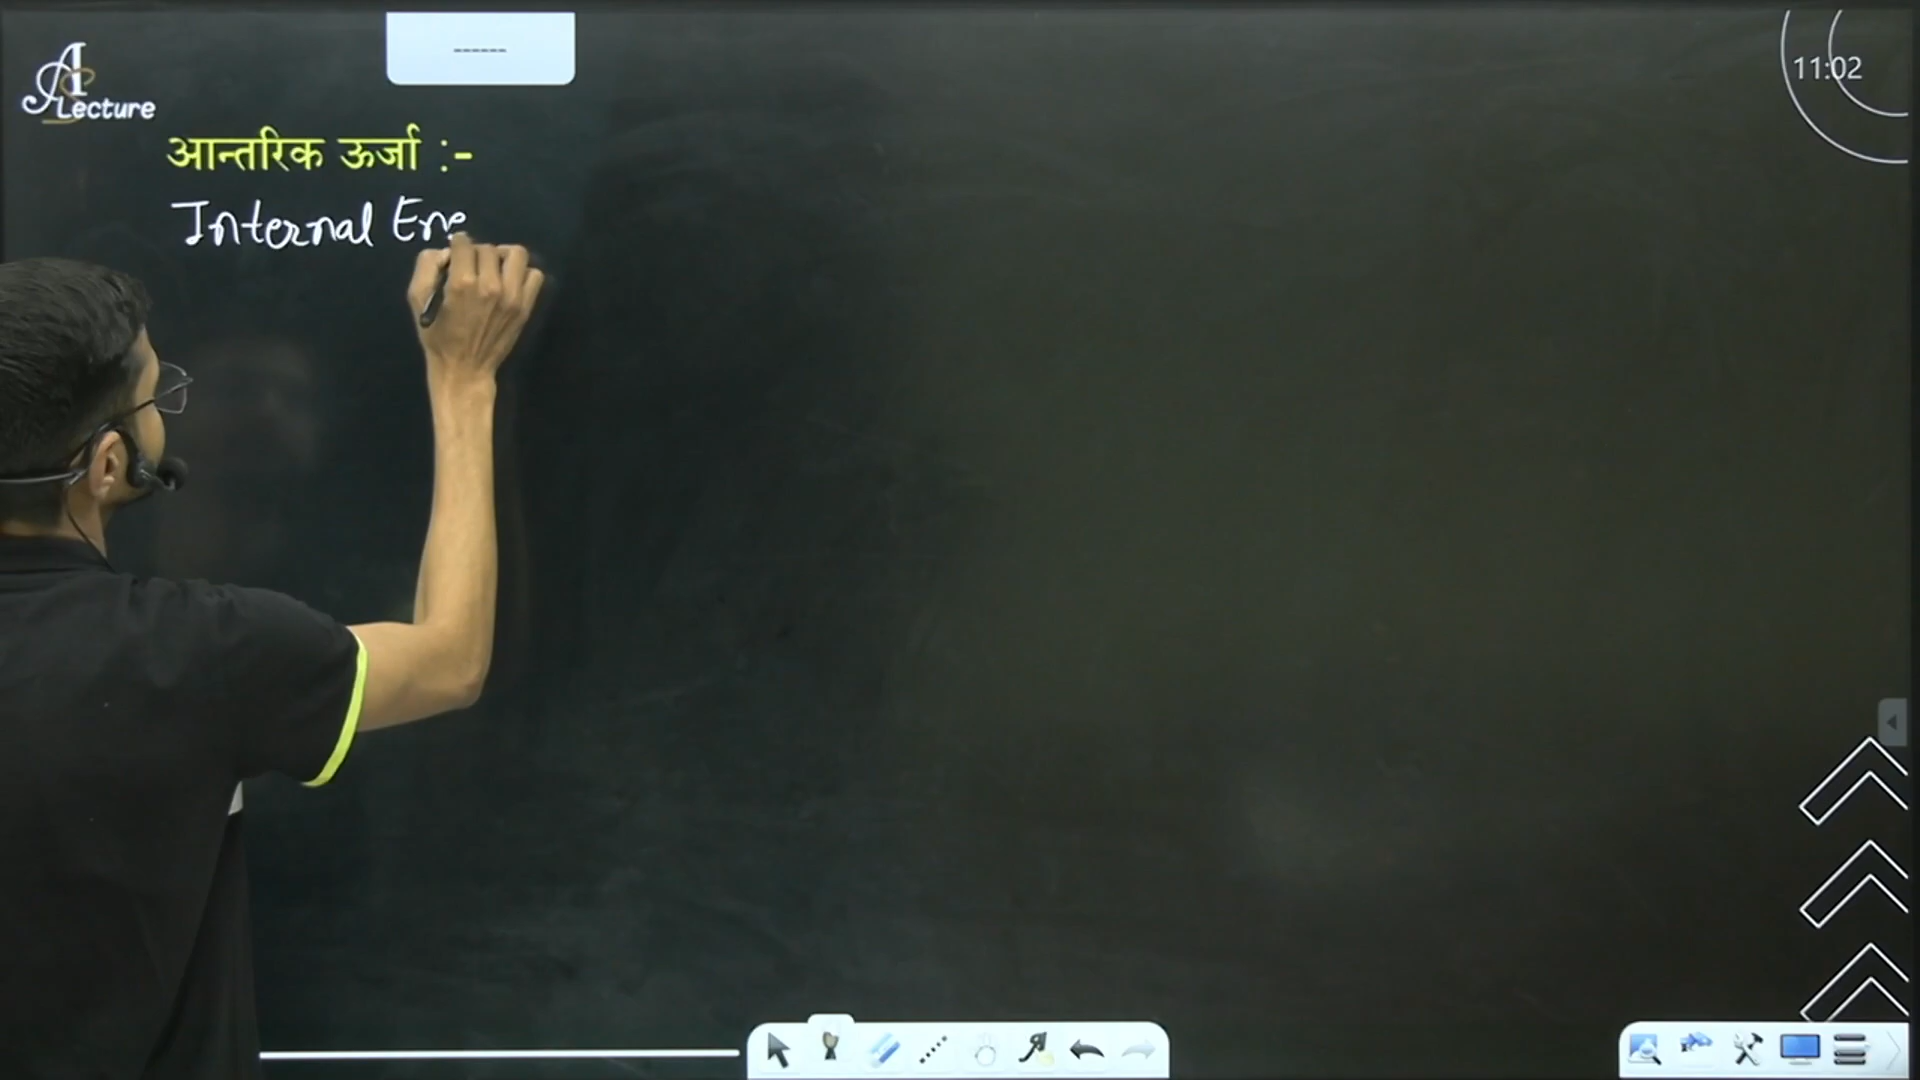 A
S Lecture
------
11:02
आन्तरिक ऊर्जा :-
Internal Ene